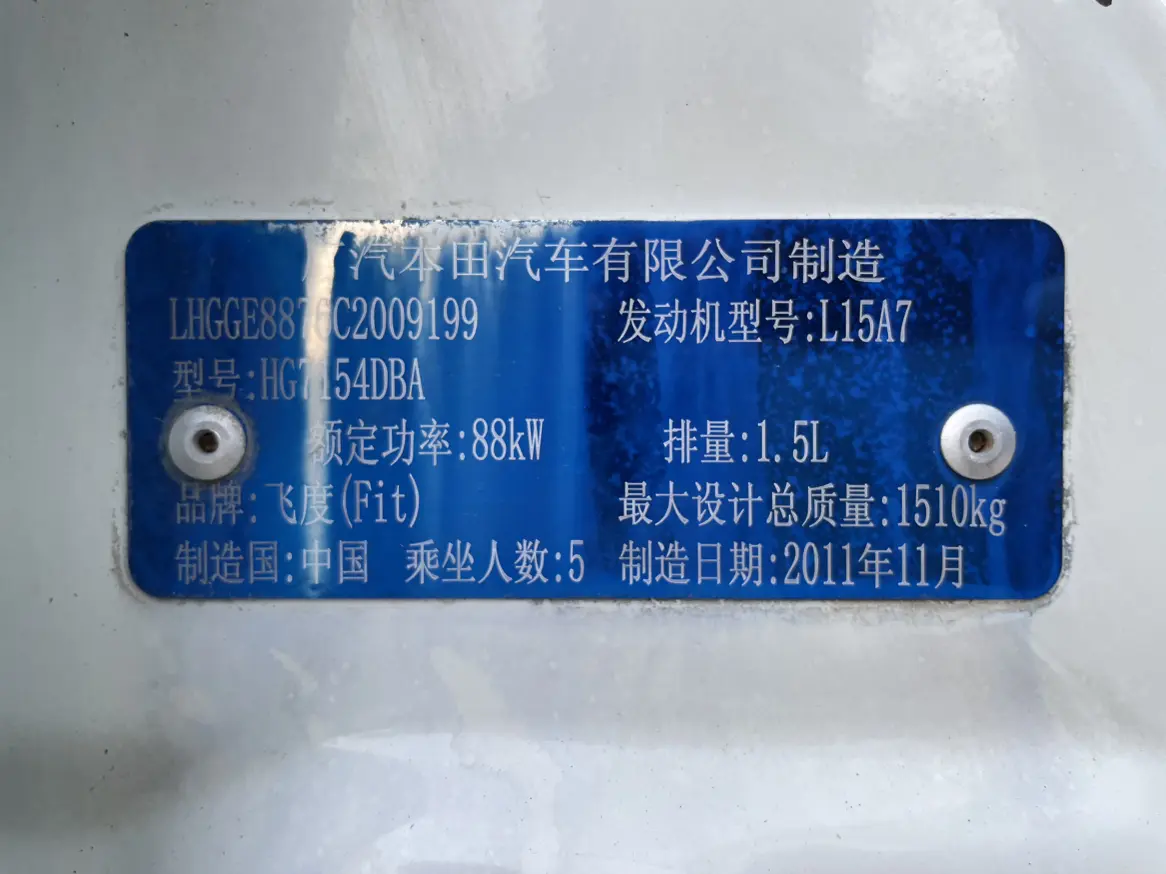 广汽本田汽车有限公司制造
LHGGE8876C2009199 发动机型号:L15A7
型号:HG7154DBA
额定功率:88kW 排量:1.5L
品牌:飞度(Fit) 最大设计总质量:1510kg
制造国:中国 乘坐人数:5 制造日期:2011年11月